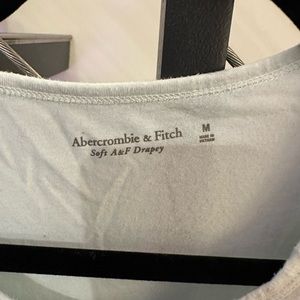 Abercrombie & Fitch
Soft A&F Drapey
M
MADE IN
VIETNAM